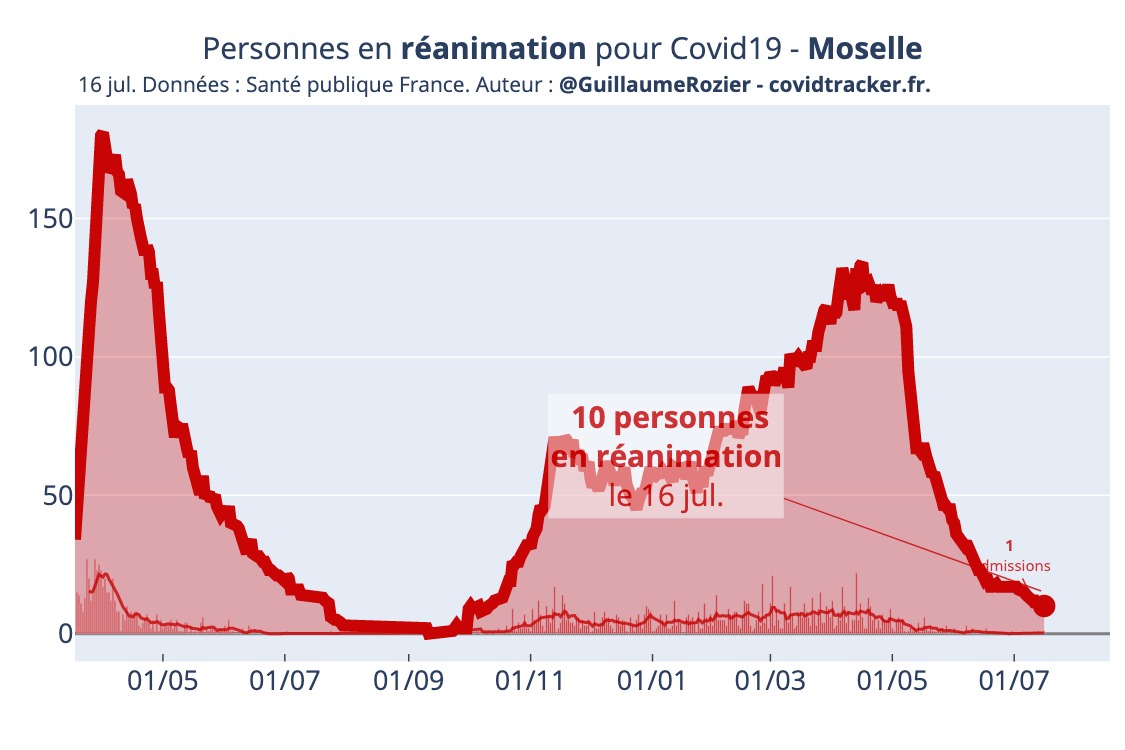 Personnes en réanimation pour Covid19 - Moselle
16 jul. Données : Santé publique France. Auteur : @GuillaumeRozier - covidtracker.fr.
150
100
50
0
10 personnes
en réanimation
le 16 jul.
1
dmissions
01/05 01/07 01/09 01/11 01/01 01/03 01/05 01/07